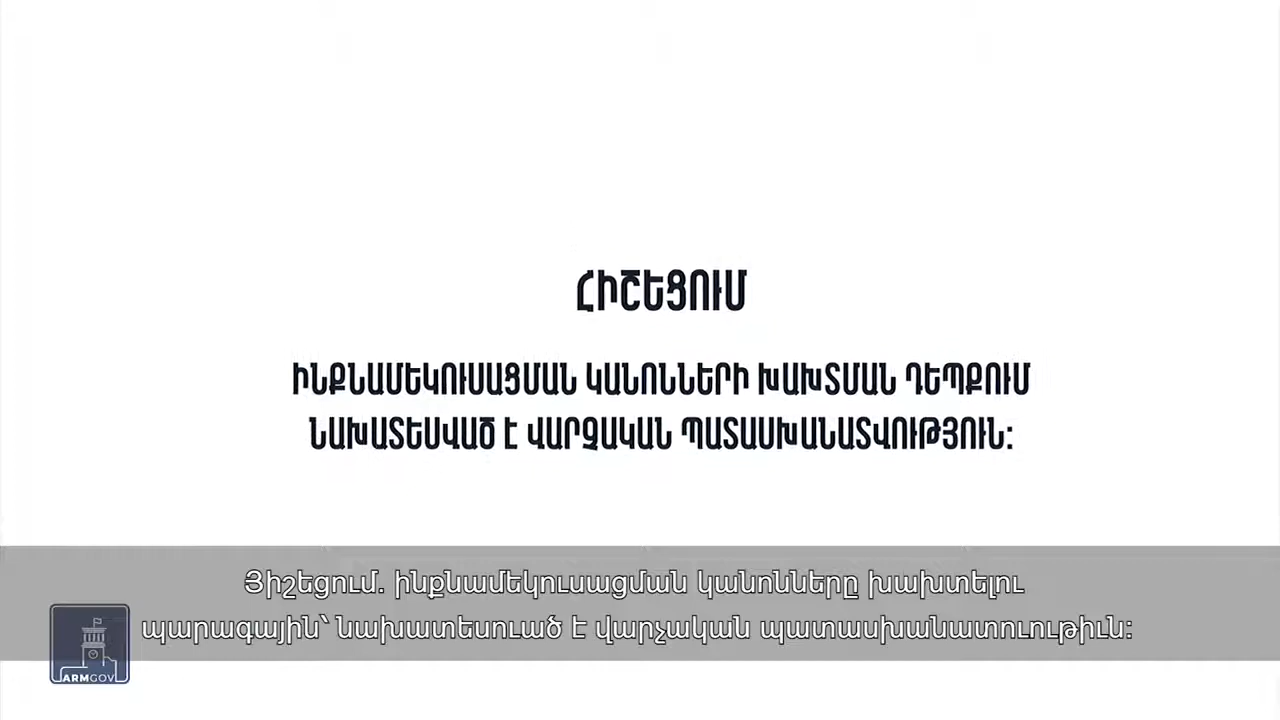 ՀԻՇԵՑՈՒՄ
ԻՆՔՆԱՄԵԿՈՒՍԱՑՄԱՆ ԿԱՆՈՆՆԵՐԻ ԽԱԽՏՄԱՆ ԴԵՊՔՈՒՄ
ՆԱԽԱՏԵՍՎԱԾ Է ՎԱՐՉԱԿԱՆ ՊԱՏԱՍԽԱՆԱՏՎՈՒԹՅՈՒՆ։
Յիշեցում. ինքնամեկուսացման կանոնները խախտելու
պարագային՝ նախատեսուած է վարչական պատասխանատուութիւն։
ARMGOV